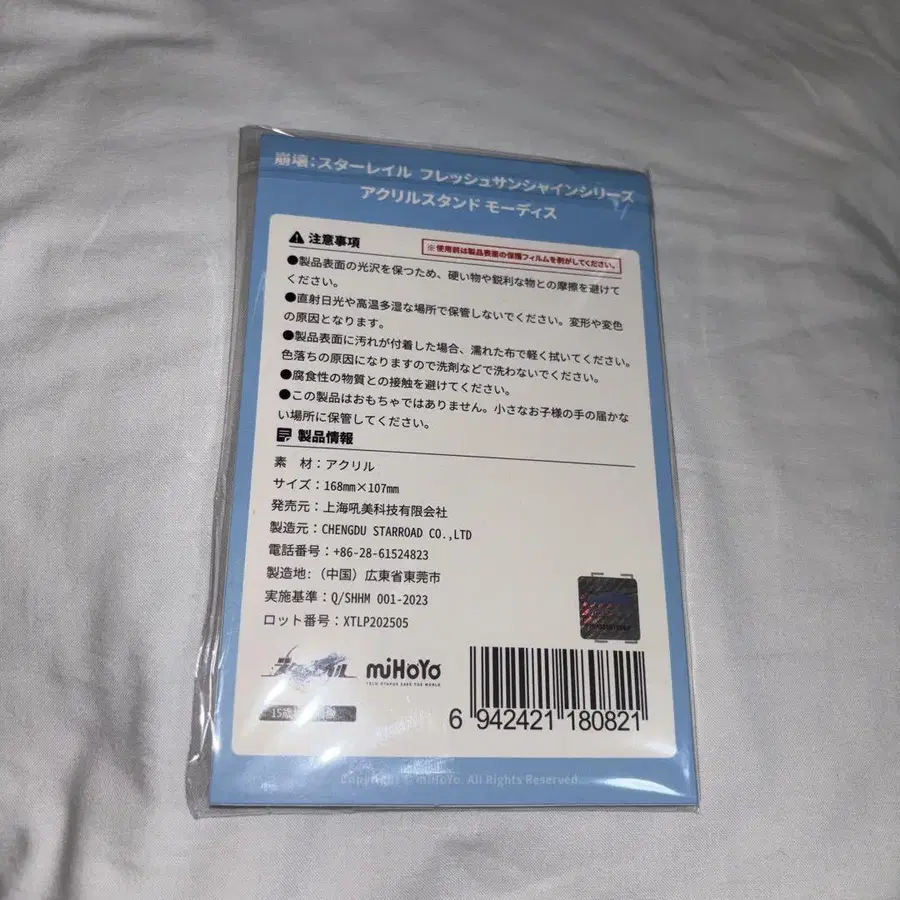 崩壊：スターレイル フレッシュサンシャインシリーズ
アクリルスタンド モーディス
注意事項
※使用前は製品表面の保護フィルムを剥がしてください。
●製品表面の光沢を保つため、硬い物や鋭利な物との摩擦を避けて
ください。
●直射日光や高温多湿な場所で保管しないでください。変形や変色
の原因となります。
●製品表面に汚れが付着した場合、濡れた布で軽く拭いてください。
色落ちの原因になりますので洗剤などで洗わないでください。
●腐食性の物質との接触を避けてください。
●この製品はおもちゃではありません。小さなお子様の手の届かな
い場所に保管してください。
製品情報
素 材：アクリル
サイズ：168mm×107mm
発売元：上海吼美科技有限会社
製造元：CHENGDU STARROAD CO.,LTD
電話番号：+86-28-61524823
製造地：（中国）広東省東莞市
実施基準：Q/SHHM 001-2023
ロット番号：XTLP202505
スターレイル
miHoYo
TECH OTAKUS SAVE THE WORLD
15歳
6 942421 180821
Copyright © miHoYo. All Rights Reserved.